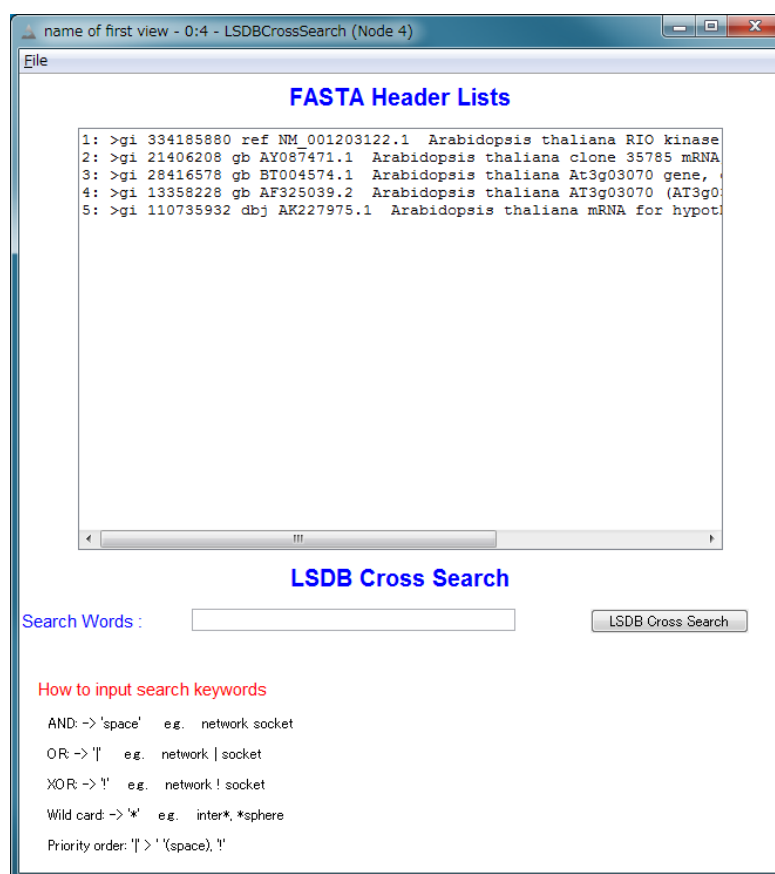 name of first view - 0:4 - LSDBCrossSearch (Node 4)
File
FASTA Header Lists
1: >gi 334185880 ref NM_001203122.1  Arabidopsis thaliana RIO kinase
2: >gi 21406208 gb AY087471.1  Arabidopsis thaliana clone 35785 mRNA
3: >gi 28416578 gb BT004574.1  Arabidopsis thaliana At3g03070 gene,
4: >gi 13358228 gb AF325039.2  Arabidopsis thaliana AT3g03070
5: >gi 110735932 dbj AK227975.1  Arabidopsis thaliana mRNA for
LSDB Cross Search
Search Words : LSDB Cross Search
How to input search keywords
AND: -> 'space' e.g. network socket
OR: -> '|' e.g. network | socket
XOR: -> '!' e.g. network ! socket
Wild card: -> '*' e.g. inter*, *sphere
Priority order: '|' > ' '(space), '!'